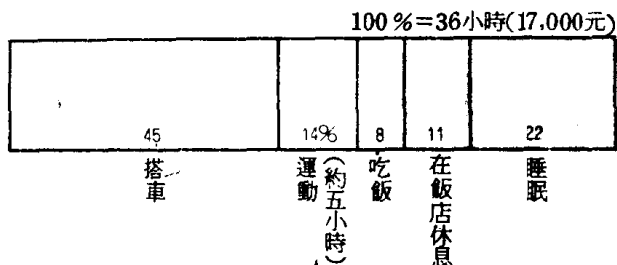 100％=36小時(17,000元)
45
14%
8
11
22
搭車
運動
(約五小時)
吃飯
在飯店休息
睡眠